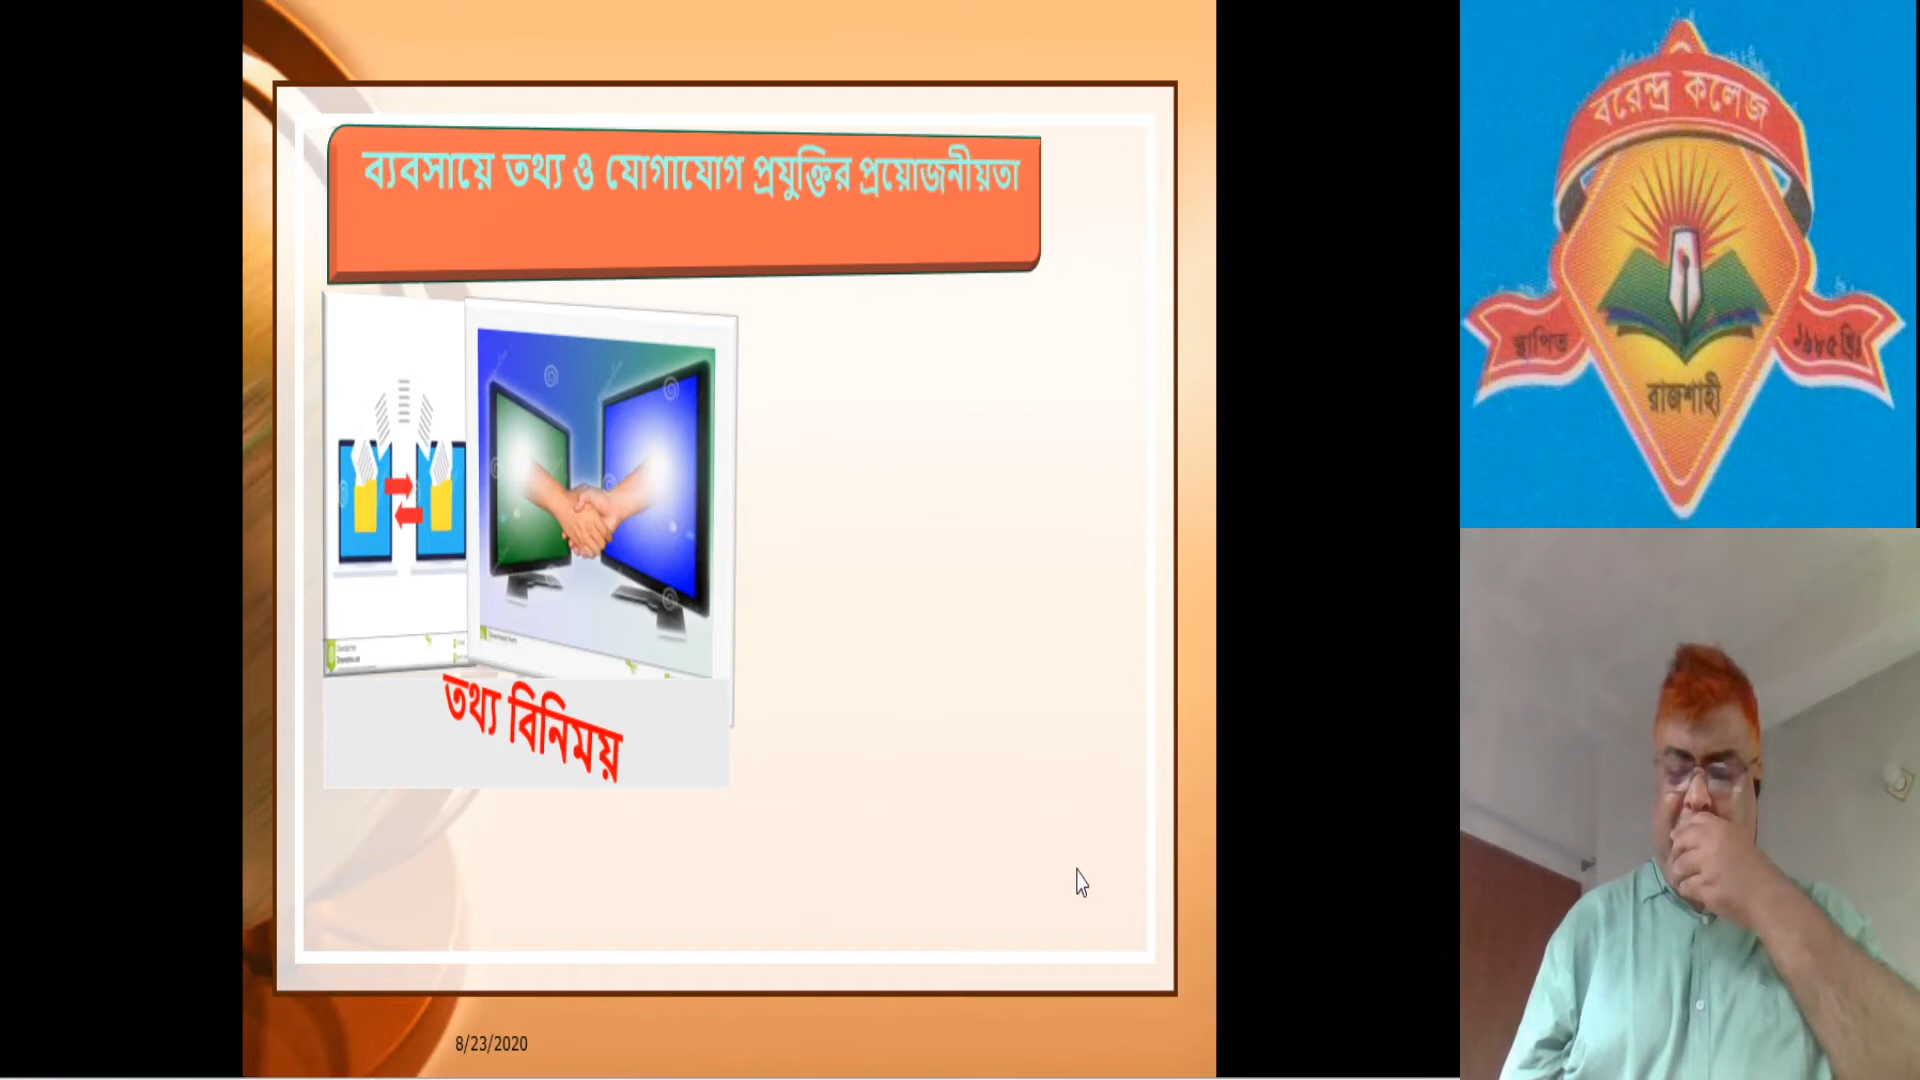 ব্যবসায়ে তথ্য ও যোগাযোগ প্রযুক্তির প্রয়োজনীয়তা
তথ্য বিনিময়
8/23/2020
বরেন্দ্র কলেজ
স্থাপিত
১৯৮৫ খ্রিঃ
রাজশাহী